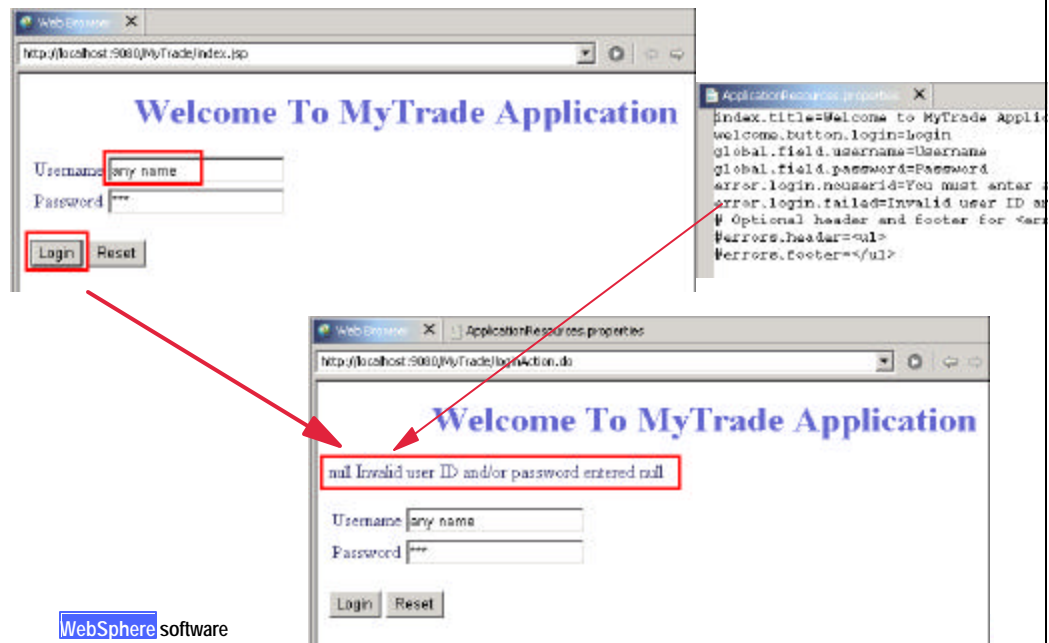 Web Browser
http://localhost:9080/MyTrade/index.jsp
Welcome To MyTrade Application
Username any name
Password ***
Login Reset
ApplicationResources.properties
index.title=Welcome to MyTrade Applic
welcome.button.login=Login
global.field.username=Username
global.field.password=Password
error.login.nouserid=You must enter
error.login.failed=Invalid user ID an
# Optional header and footer for <err
#errors.header=<ul>
#errors.footer=</ul>
Web Browser ApplicationResources.properties
http://localhost:9080/MyTrade/loginAction.do
Welcome To MyTrade Application
null Invalid user ID and/or password entered null
Username any name
Password ***
Login Reset
WebSphere software